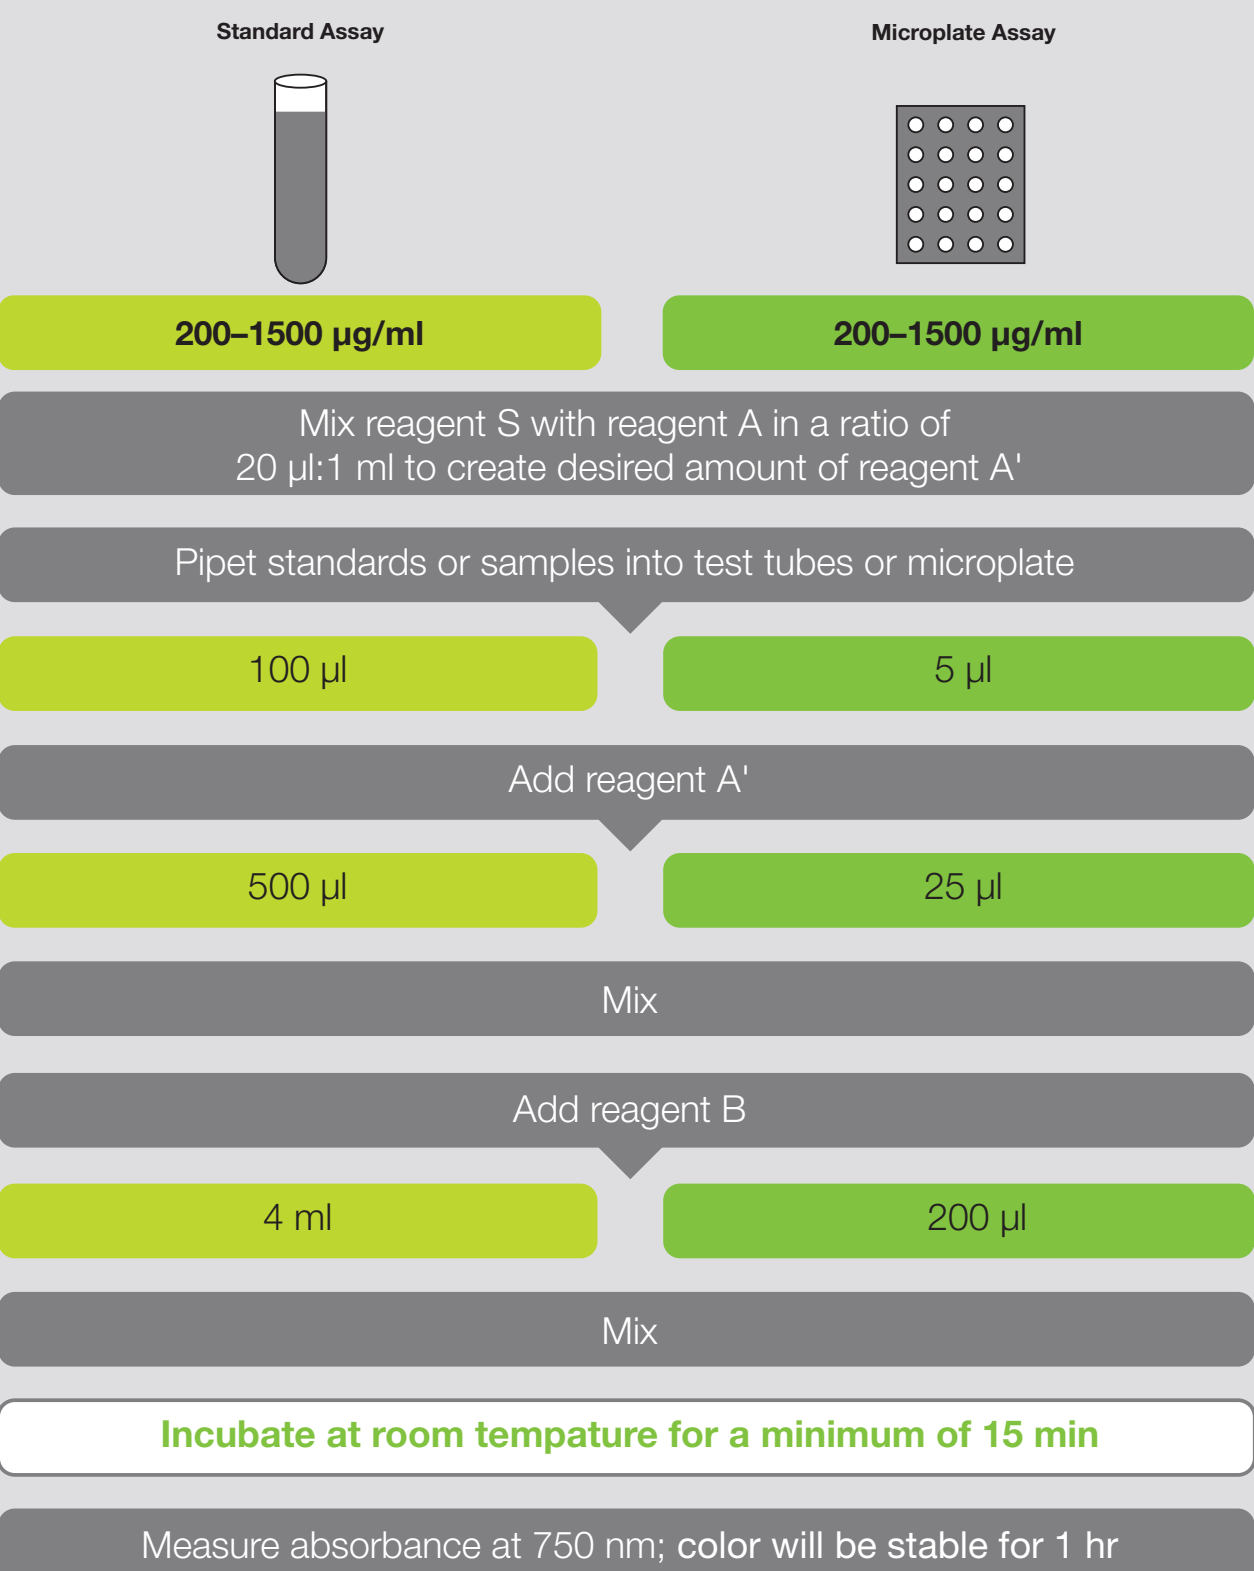 Standard Assay
Microplate Assay
200–1500 µg/ml
200–1500 µg/ml
Mix reagent S with reagent A in a ratio of
20 µl:1 ml to create desired amount of reagent A'
Pipet standards or samples into test tubes or microplate
100 µl
5 µl
Add reagent A'
500 µl
25 µl
Mix
Add reagent B
4 ml
200 µl
Mix
Incubate at room tempature for a minimum of 15 min
Measure absorbance at 750 nm; color will be stable for 1 hr